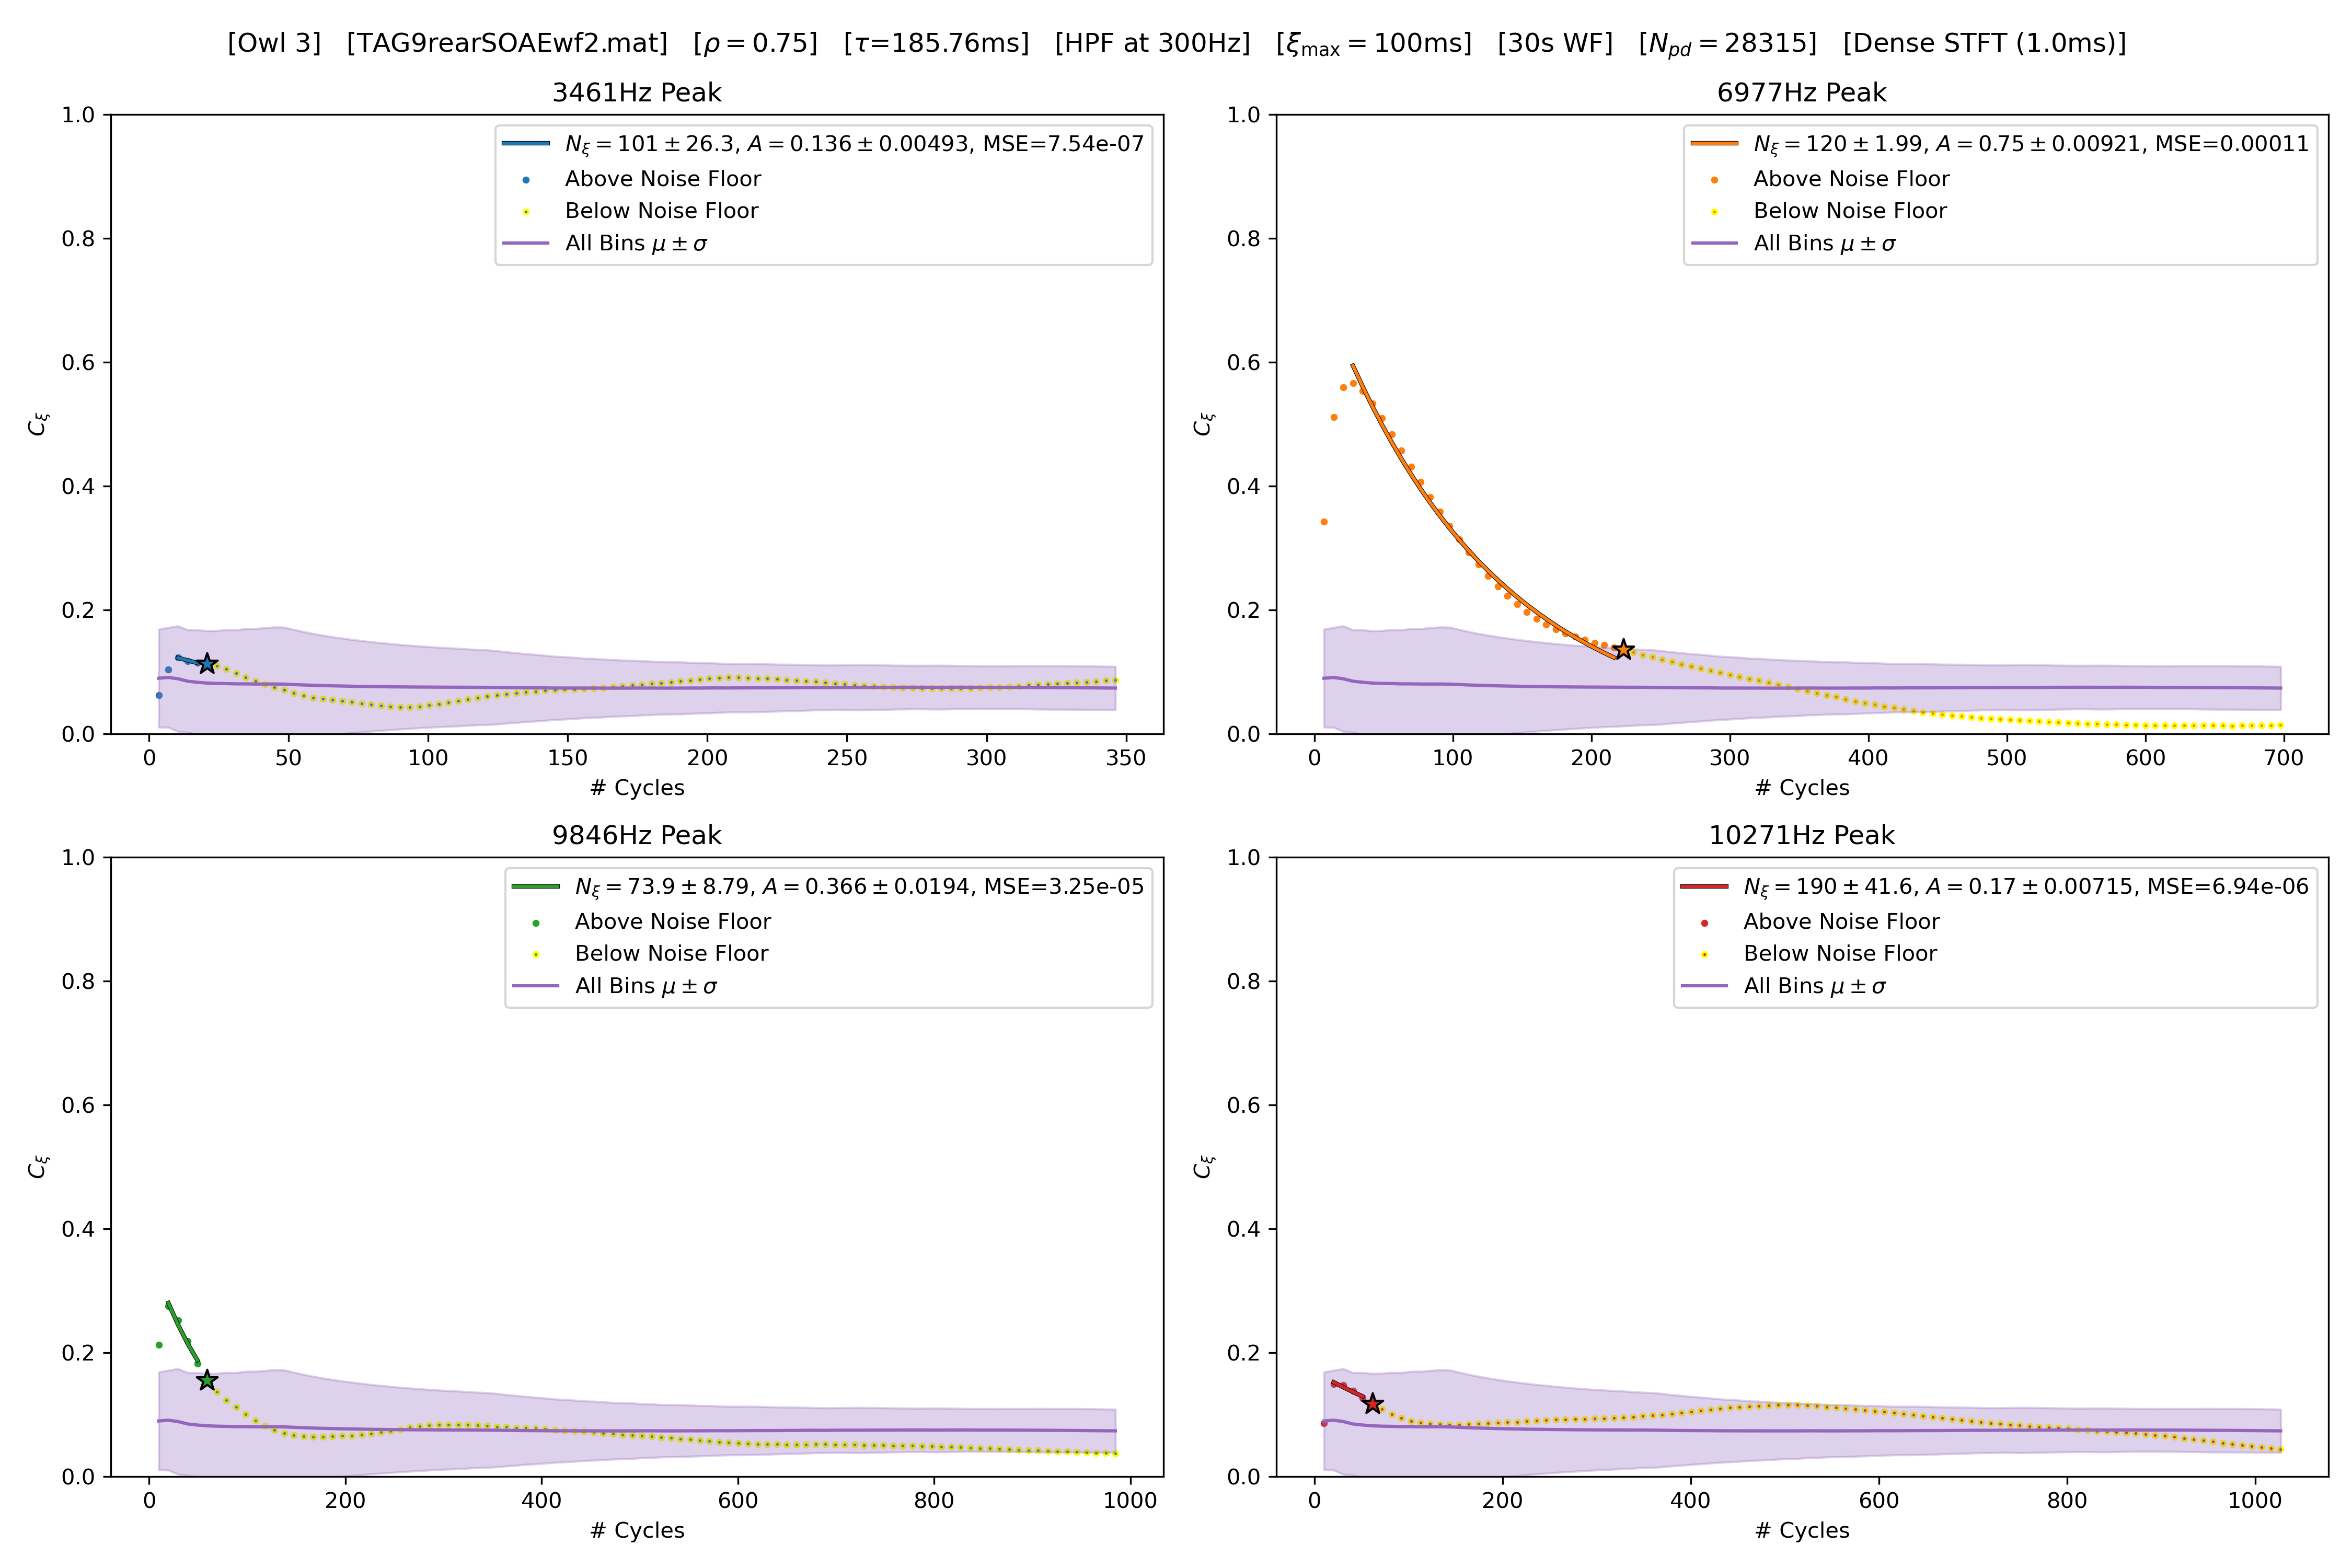 [Owl 3] [TAG9rearSOAEwf2.mat] [ρ = 0.75] [τ=185.76ms] [HPF at 300Hz] [ξmax = 100ms] [30s WF] [Npd = 28315] [Dense STFT (1.0ms)]
3461Hz Peak
Nξ = 101 ± 26.3, A = 0.136 ± 0.00493, MSE=7.54e-07
Above Noise Floor
Below Noise Floor
All Bins μ ± σ
1.0
0.8
0.6
0.4
0.2
0.0
Cξ
0 50 100 150 200 250 300 350
# Cycles
6977Hz Peak
Nξ = 120 ± 1.99, A = 0.75 ± 0.00921, MSE=0.00011
Above Noise Floor
Below Noise Floor
All Bins μ ± σ
1.0
0.8
0.6
0.4
0.2
0.0
Cξ
0 100 200 300 400 500 600 700
# Cycles
9846Hz Peak
Nξ = 73.9 ± 8.79, A = 0.366 ± 0.0194, MSE=3.25e-05
Above Noise Floor
Below Noise Floor
All Bins μ ± σ
1.0
0.8
0.6
0.4
0.2
0.0
Cξ
0 200 400 600 800 1000
# Cycles
10271Hz Peak
Nξ = 190 ± 41.6, A = 0.17 ± 0.00715, MSE=6.94e-06
Above Noise Floor
Below Noise Floor
All Bins μ ± σ
1.0
0.8
0.6
0.4
0.2
0.0
Cξ
0 200 400 600 800 1000
# Cycles